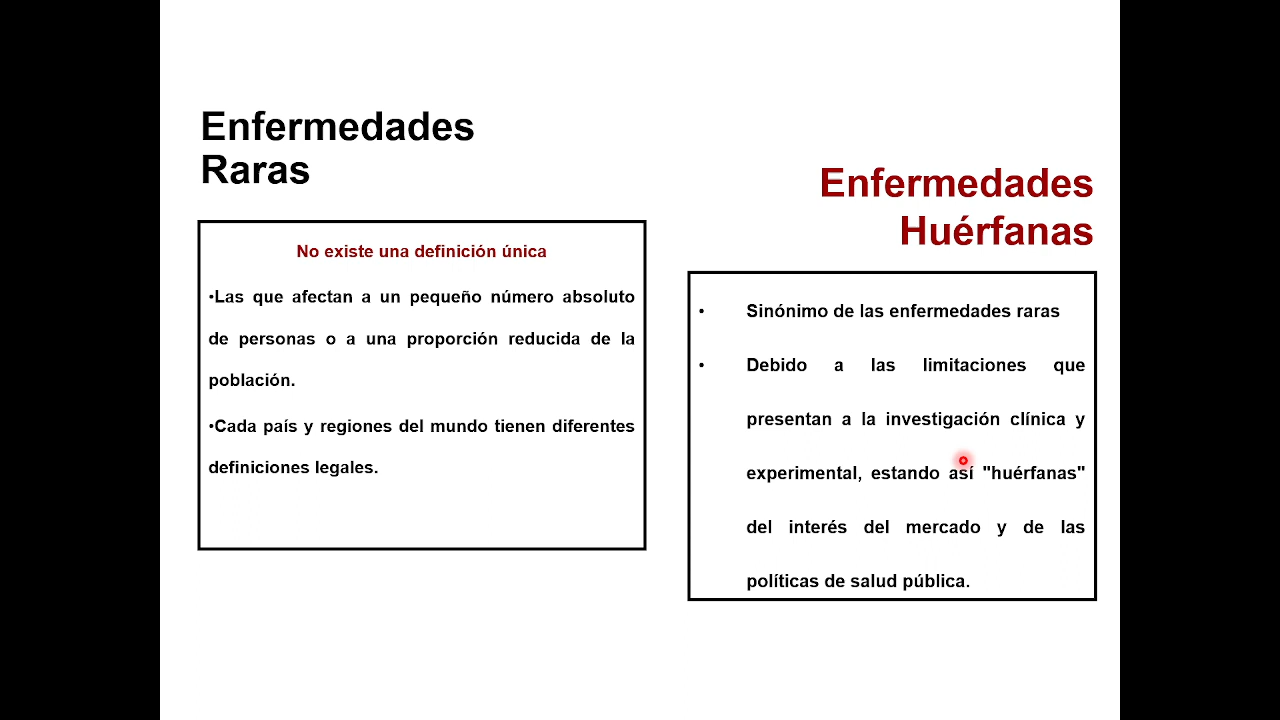 Enfermedades
Raras
No existe una definición única
•Las que afectan a un pequeño número absoluto
de personas o a una proporción reducida de la
población.
•Cada país y regiones del mundo tienen diferentes
definiciones legales.
Enfermedades
Huérfanas
• Sinónimo de las enfermedades raras
• Debido a las limitaciones que
presentan a la investigación clínica y
experimental, estando así "huérfanas"
del interés del mercado y de las
políticas de salud pública.